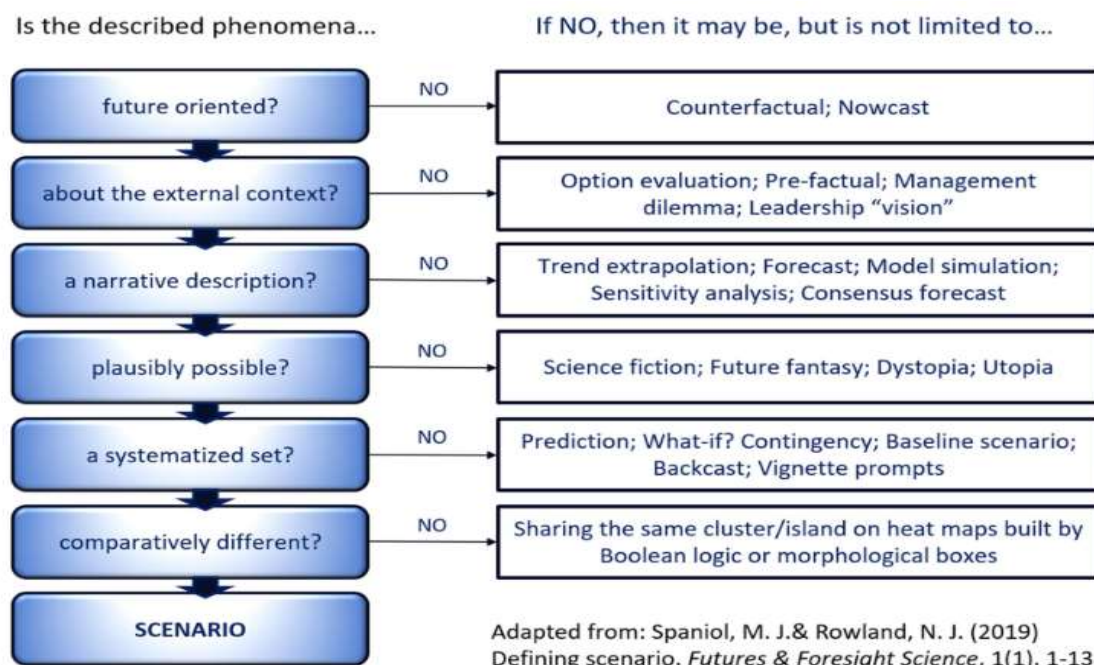 Is the described phenomena...
If NO, then it may be, but is not limited to...
future oriented?
NO
Counterfactual; Nowcast
about the external context?
NO
Option evaluation; Pre-factual; Management
dilemma; Leadership “vision”
a narrative description?
NO
Trend extrapolation; Forecast; Model simulation;
Sensitivity analysis; Consensus forecast
plausibly possible?
NO
Science fiction; Future fantasy; Dystopia; Utopia
a systematized set?
NO
Prediction; What-if? Contingency; Baseline scenario;
Backcast; Vignette prompts
comparatively different?
NO
Sharing the same cluster/island on heat maps built by
Boolean logic or morphological boxes
SCENARIO
Adapted from: Spaniol, M. J.& Rowland, N. J. (2019)
Defining scenario. Futures & Foresight Science, 1(1), 1-13